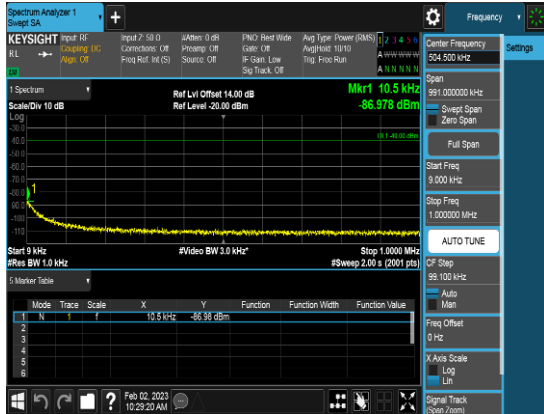 Spectrum Analyzer 1
Swept SA
Frequency
KEYSIGHT
RL
Input: RF
Coupling: DC
Align: Off
Input Z: 50 Ω
Corrections: Off
Freq Ref: Int (S)
#Atten: 0 dB
Preamp: Off
Source: Off
PNO: Best Wide
Gate: Off
IF Gain: Low
Sig Track: Off
Avg Type: Power (RMS)
Avg|Hold: 10/10
Trig: Free Run
1 2 3 4 5 6
A W W W W W
A N N N N N
LNI
1 Spectrum
Scale/Div 10 dB
Ref Lvl Offset 14.00 dB
Ref Level -20.00 dBm
Mkr1 10.5 kHz
-86.978 dBm
Log
-30.0
-40.0
-50.0
-60.0
-70.0
-80.0
-90.0
-100
-110
DL1 -40.00 dBm
1
Start 9 kHz
#Res BW 1.0 kHz
#Video BW 3.0 kHz*
Stop 1.0000 MHz
#Sweep 2.00 s (2001 pts)
5 Marker Table
Mode Trace Scale X Y Function Function Width Function Value
1 N 1 f 10.5 kHz -86.98 dBm
2
3
4
5
6
Feb 02, 2023
10:29:20 AM
Center Frequency
504.500 kHz
Settings
Span
991.000000 kHz
Swept Span
Zero Span
Full Span
Start Freq
9.000 kHz
Stop Freq
1.000000 MHz
AUTO TUNE
CF Step
99.100 kHz
Auto
Man
Freq Offset
0 Hz
X Axis Scale
Log
Lin
Signal Track
(Span Zoom)